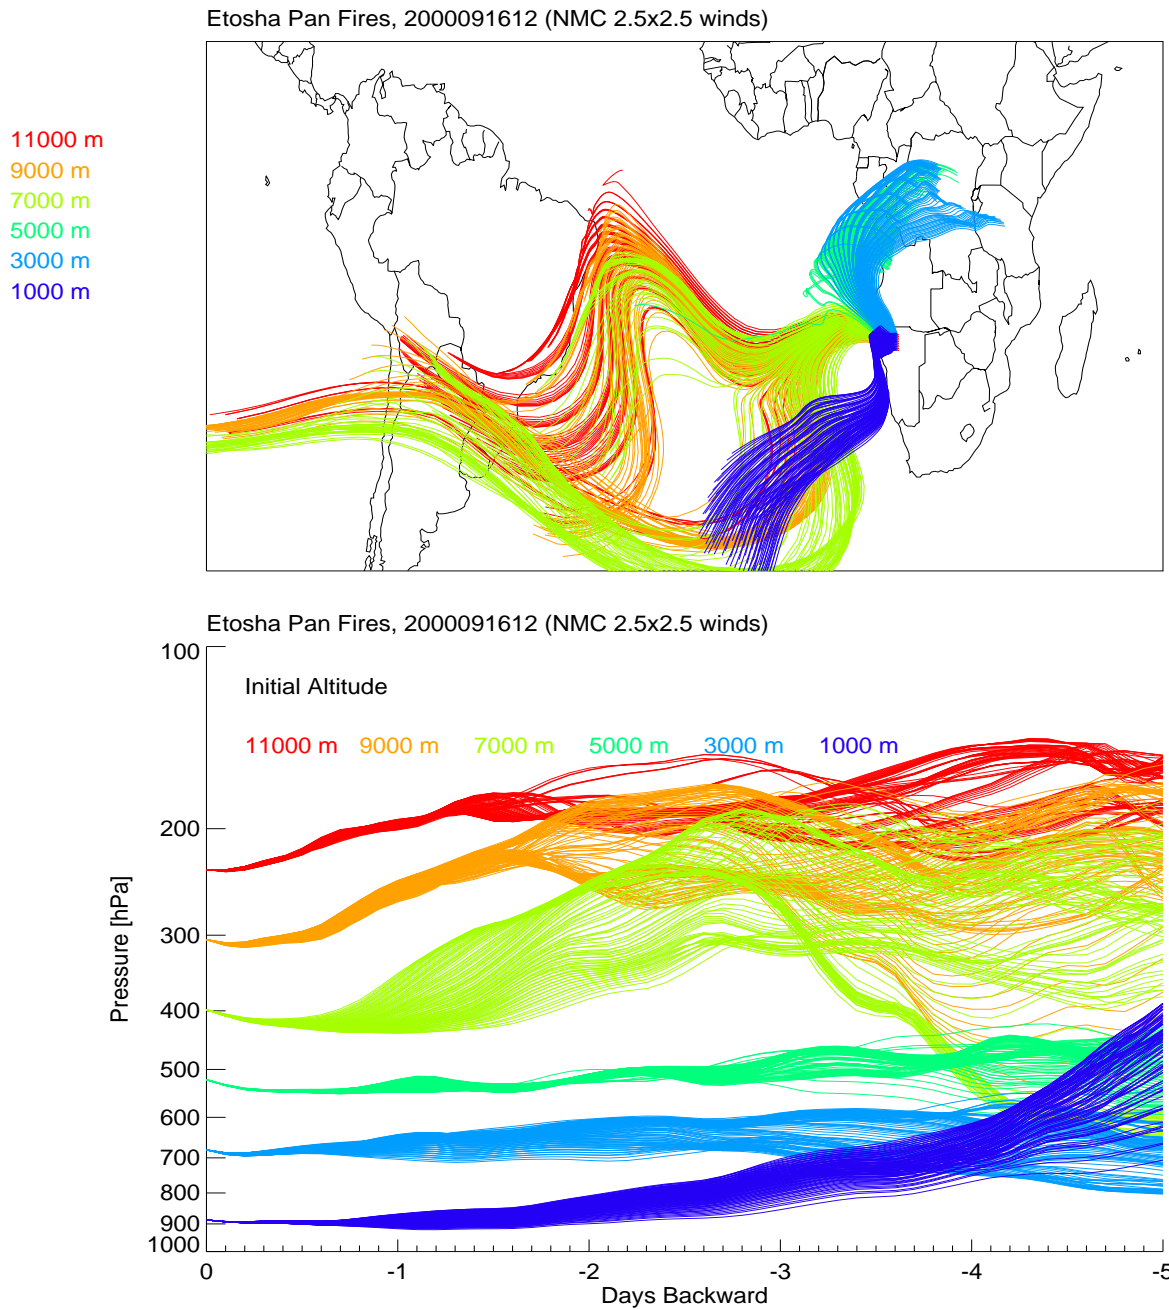 Etosha Pan Fires, 2000091612 (NMC 2.5x2.5 winds)
11000 m
9000 m
7000 m
5000 m
3000 m
1000 m
Etosha Pan Fires, 2000091612 (NMC 2.5x2.5 winds)
Initial Altitude
11000 m 9000 m 7000 m 5000 m 3000 m 1000 m
Pressure [hPa]
100
200
300
400
500
600
700
800
900
1000
0 -1 -2 -3 -4 -5
Days Backward